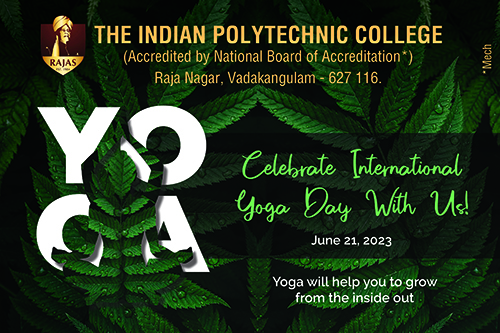 THE INDIAN POLYTECHNIC COLLEGE
(Accredited by National Board of Accreditation*)
Raja Nagar, Vadakangulam - 627 116.
*Mech
RAJAS
YO
GA
Celebrate International
Yoga Day With Us!
June 21, 2023
Yoga will help you to grow
from the inside out